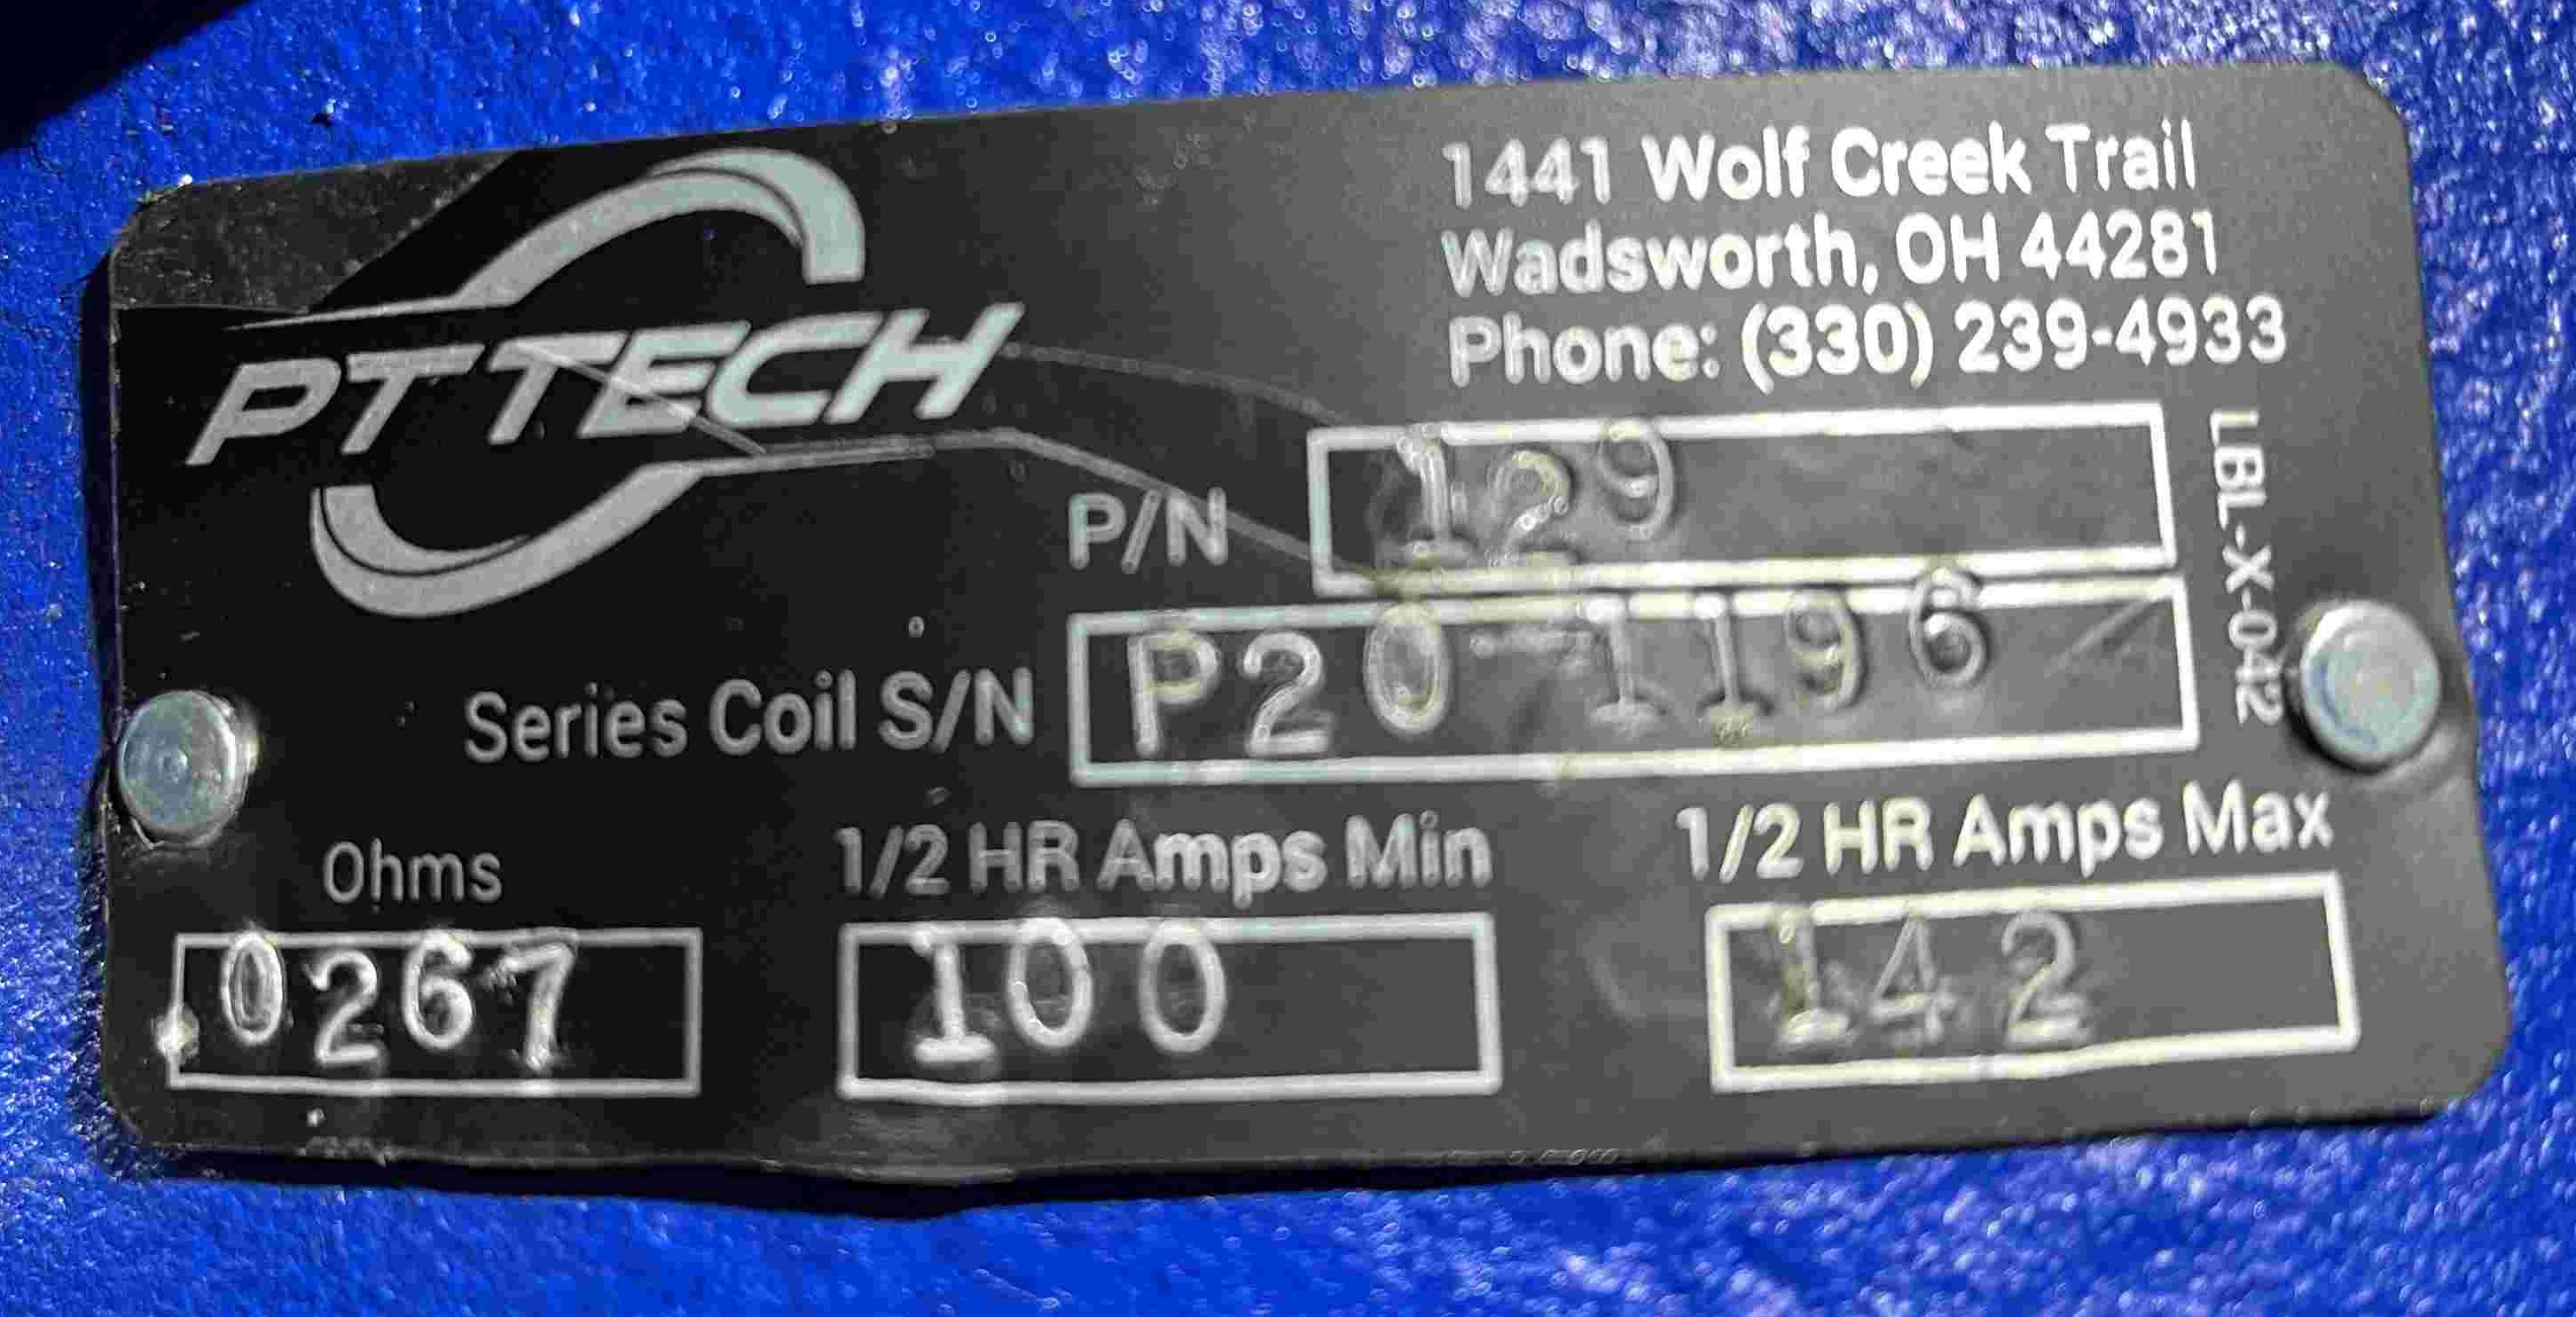 PT TECH
1441 Wolf Creek Trail
Wadsworth, OH 44281
Phone: (330) 239-4933
P/N 129
LBL-X-042
Series Coil S/N P20-1196
Ohms 1/2 HR Amps Min 1/2 HR Amps Max
.0267 100 142